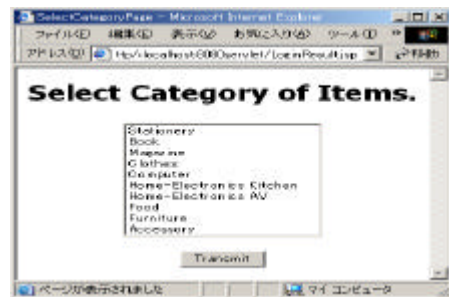 SelectCategoryPage - Microsoft Internet Explorer
ファイル(F) 編集(E) 表示(V) お気に入り(A) ツール(T) »
アドレス(D) 移動
Select Category of Items.
Stationery
Book
Magazine
Clothes
Computer
Home-Electronics Kitchen
Home-Electronics AV
Food
Furniture
Accessory
Transmit
ページが表示されました マイ コンピュータ